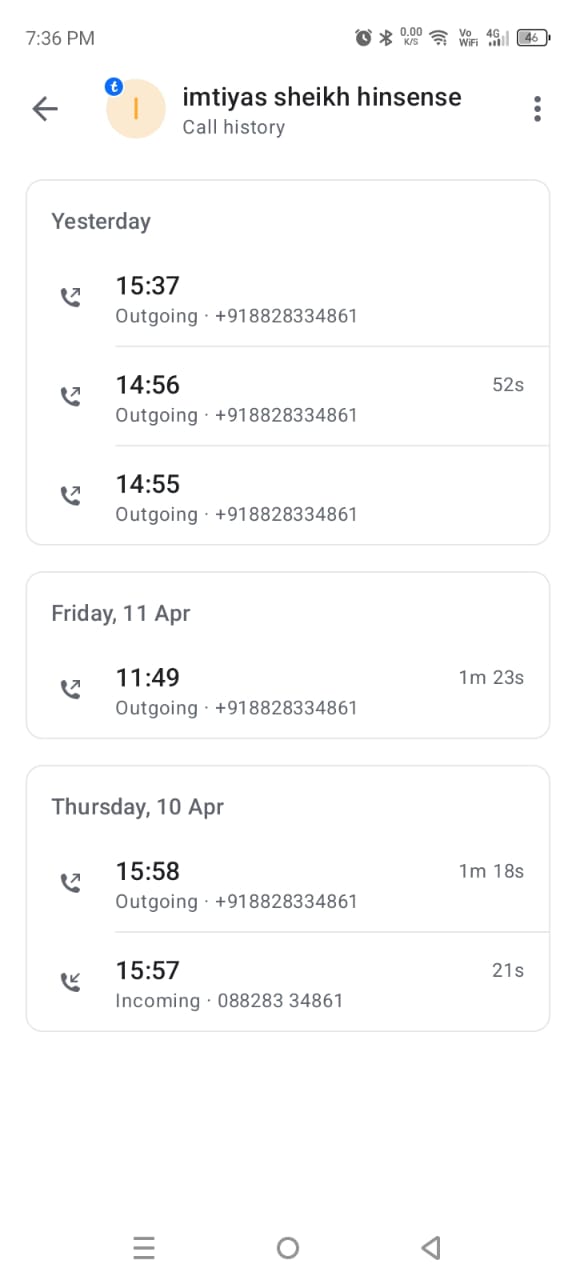 7:36 PM
0.00 K/S
Vo WiFi
4G
46
t
I
imtiyas sheikh hinsense
Call history
Yesterday
15:37
Outgoing · +918828334861
14:56 52s
Outgoing · +918828334861
14:55
Outgoing · +918828334861
Friday, 11 Apr
11:49 1m 23s
Outgoing · +918828334861
Thursday, 10 Apr
15:58 1m 18s
Outgoing · +918828334861
15:57 21s
Incoming · 088283 34861